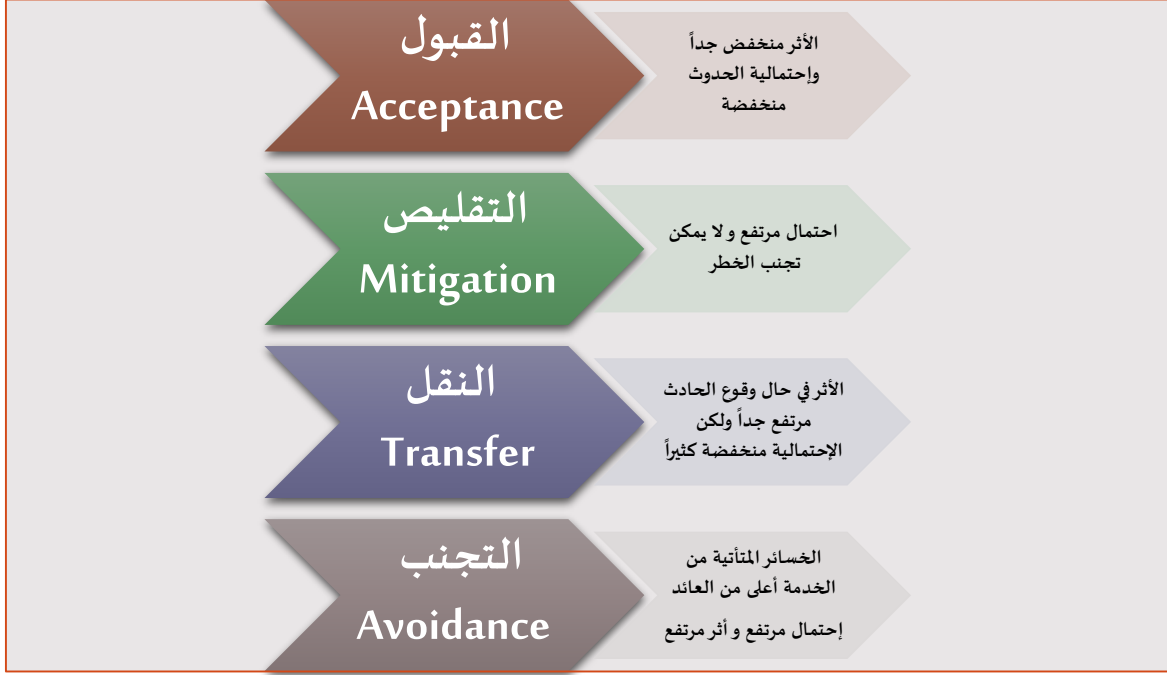 القبول
Acceptance
الأثر منخفض جداً
وإحتمالية الحدوث
منخفضة
التقليص
Mitigation
احتمال مرتفع و لا يمكن
تجنب الخطر
النقل
Transfer
الأثر في حال وقوع الحادث
مرتفع جداً ولكن
الإحتمالية منخفضة كثيراً
التجنب
Avoidance
الخسائر المتأتية من
الخدمة أعلى من العائد
إحتمال مرتفع و أثر مرتفع